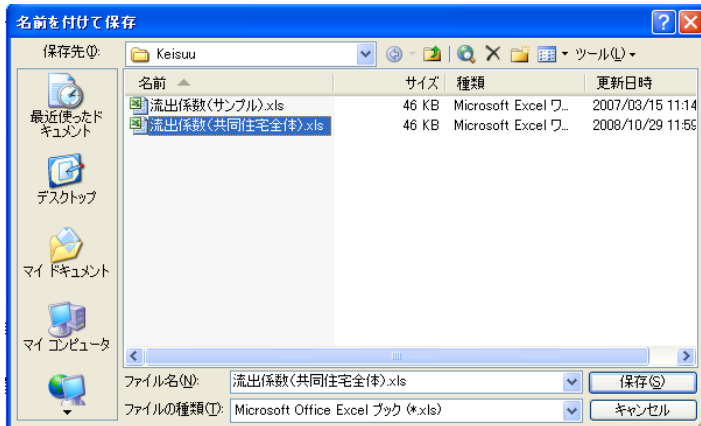 名前を付けて保存
保存先(I): Keisuu ツール(L)
名前 サイズ 種類 更新日時
流出係数(サンプル).xls 46 KB Microsoft Excel ワ... 2007/03/15 11:14
流出係数(共同住宅全体).xls 46 KB Microsoft Excel ワ... 2008/10/29 11:59
最近使ったド
キュメント
デスクトップ
マイ ドキュメント
マイ コンピュータ
ファイル名(N): 流出係数(共同住宅全体).xls 保存(S)
ファイルの種類(T): Microsoft Office Excel ブック (*.xls) キャンセル